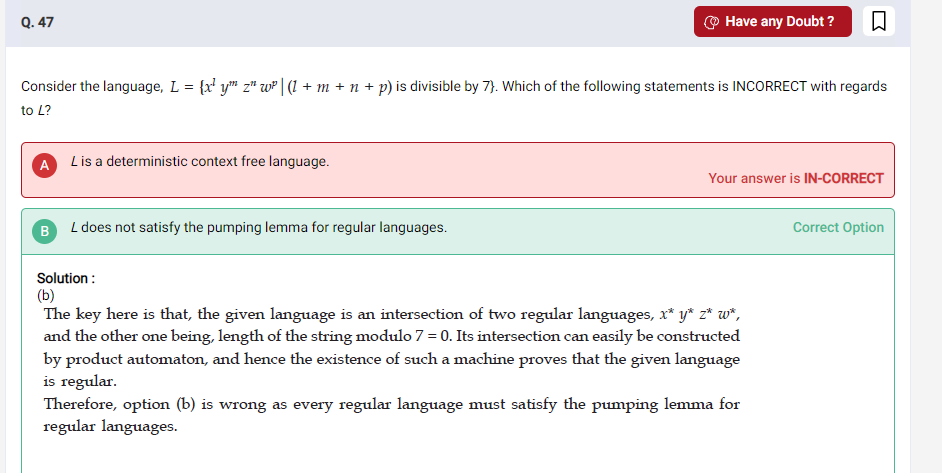 Q. 47
Have any Doubt ?
Consider the language, L = {xˡ yᵐ zⁿ wᵖ | (l + m + n + p) is divisible by 7}. Which of the following statements is INCORRECT with regards
to L?
A
L is a deterministic context free language.
Your answer is IN-CORRECT
B
L does not satisfy the pumping lemma for regular languages.
Correct Option
Solution :
(b)
The key here is that, the given language is an intersection of two regular languages, x* y* z* w*,
and the other one being, length of the string modulo 7 = 0. Its intersection can easily be constructed
by product automaton, and hence the existence of such a machine proves that the given language
is regular.
Therefore, option (b) is wrong as every regular language must satisfy the pumping lemma for
regular languages.